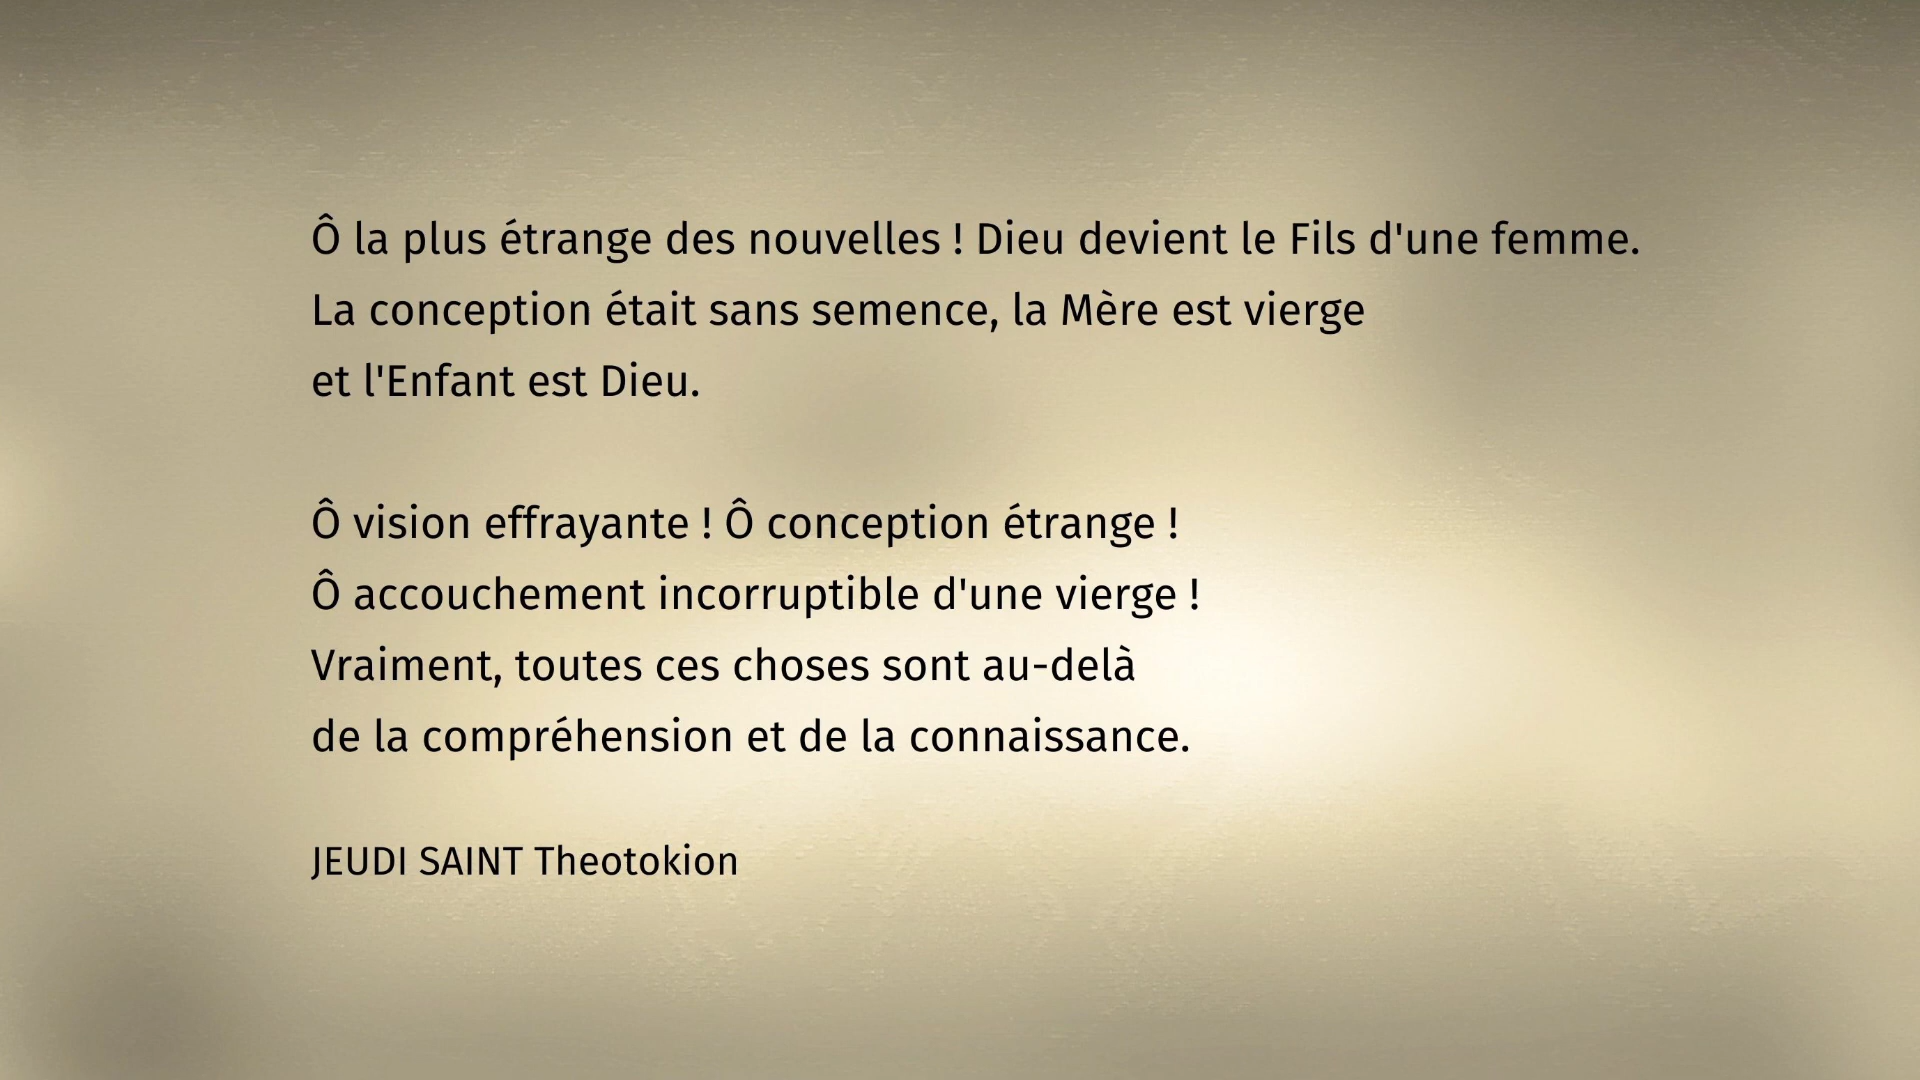 Ô la plus étrange des nouvelles ! Dieu devient le Fils d'une femme.
La conception était sans semence, la Mère est vierge
et l'Enfant est Dieu.
Ô vision effrayante ! Ô conception étrange !
Ô accouchement incorruptible d'une vierge !
Vraiment, toutes ces choses sont au-delà
de la compréhension et de la connaissance.
JEUDI SAINT Theotokion